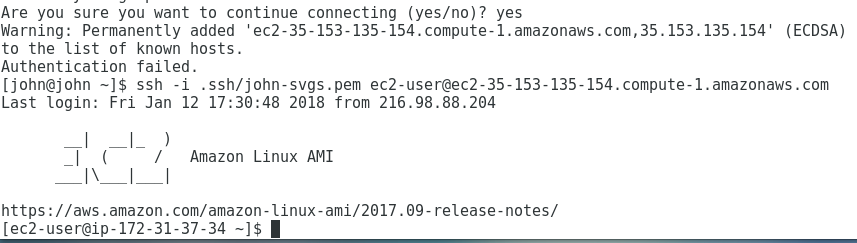 Are you sure you want to continue connecting (yes/no)? yes
Warning: Permanently added 'ec2-35-153-135-154.compute-1.amazonaws.com,35.153.135.154' (ECDSA)
to the list of known hosts.
Authentication failed.
[john@john ~]$ ssh -i .ssh/john-svgs.pem ec2-user@ec2-35-153-135-154.compute-1.amazonaws.com
Last login: Fri Jan 12 17:30:48 2018 from 216.98.88.204
       __|  __|_  )
       _|  (     /   Amazon Linux AMI
      ___|\___|___|
https://aws.amazon.com/amazon-linux-ami/2017.09-release-notes/
[ec2-user@ip-172-31-37-34 ~]$